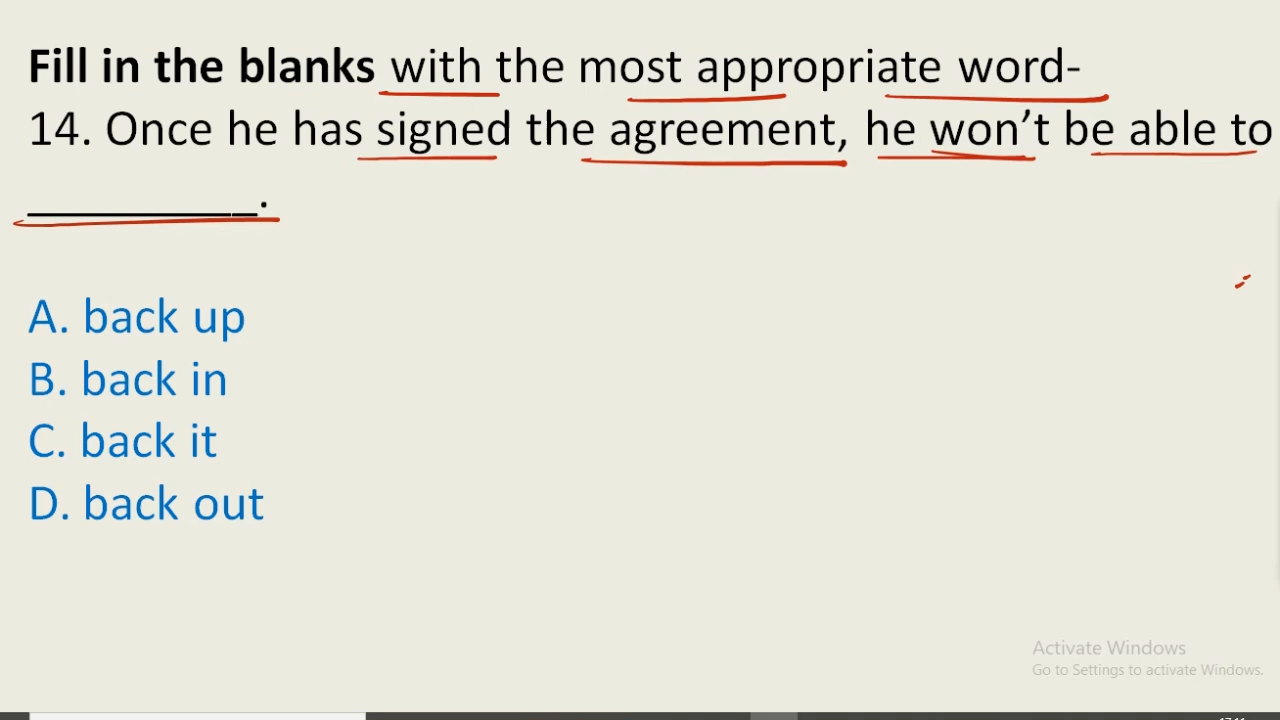 Fill in the blanks with the most appropriate word-
14. Once he has signed the agreement, he won’t be able to
___________.
A. back up
B. back in
C. back it
D. back out
Activate Windows
Go to Settings to activate Windows.